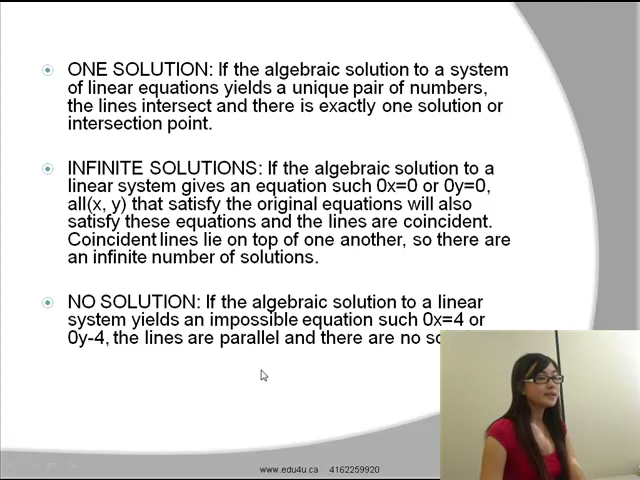 ONE SOLUTION: If the algebraic solution to a system
of linear equations yields a unique pair of numbers,
the lines intersect and there is exactly one solution or
intersection point.
INFINITE SOLUTIONS: If the algebraic solution to a
linear system gives an equation such 0x=0 or 0y=0,
all(x, y) that satisfy the original equations will also
satisfy these equations and the lines are coincident.
Coincident lines lie on top of one another, so there are
an infinite number of solutions.
NO SOLUTION: If the algebraic solution to a linear
system yields an impossible equation such 0x=4 or
0y-4, the lines are parallel and there are no
www.edu4u.ca 4162259920